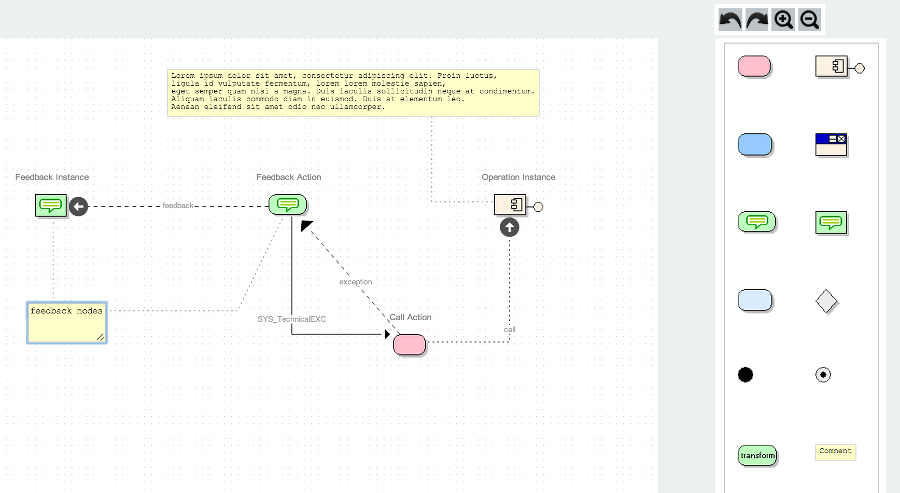 Lorem ipsum dolor sit amet, consectetur adipiscing elit. Proin luctus,
ligula id vulputate fermentum, lorem lorem molestie sapien,
eget semper quam nisi a magna. Duis iaculis sollicitudin neque at condimentum.
Aliquam iaculis commodo diam in euismod. Duis at elementum leo.
Aenean eleifend sit amet odio nec ullamcorper.
Feedback Instance
Feedback Action
Operation Instance
feedback
exception
feedback nodes
SYS_TechnicalEXC
Call Action
call
transform
Comment